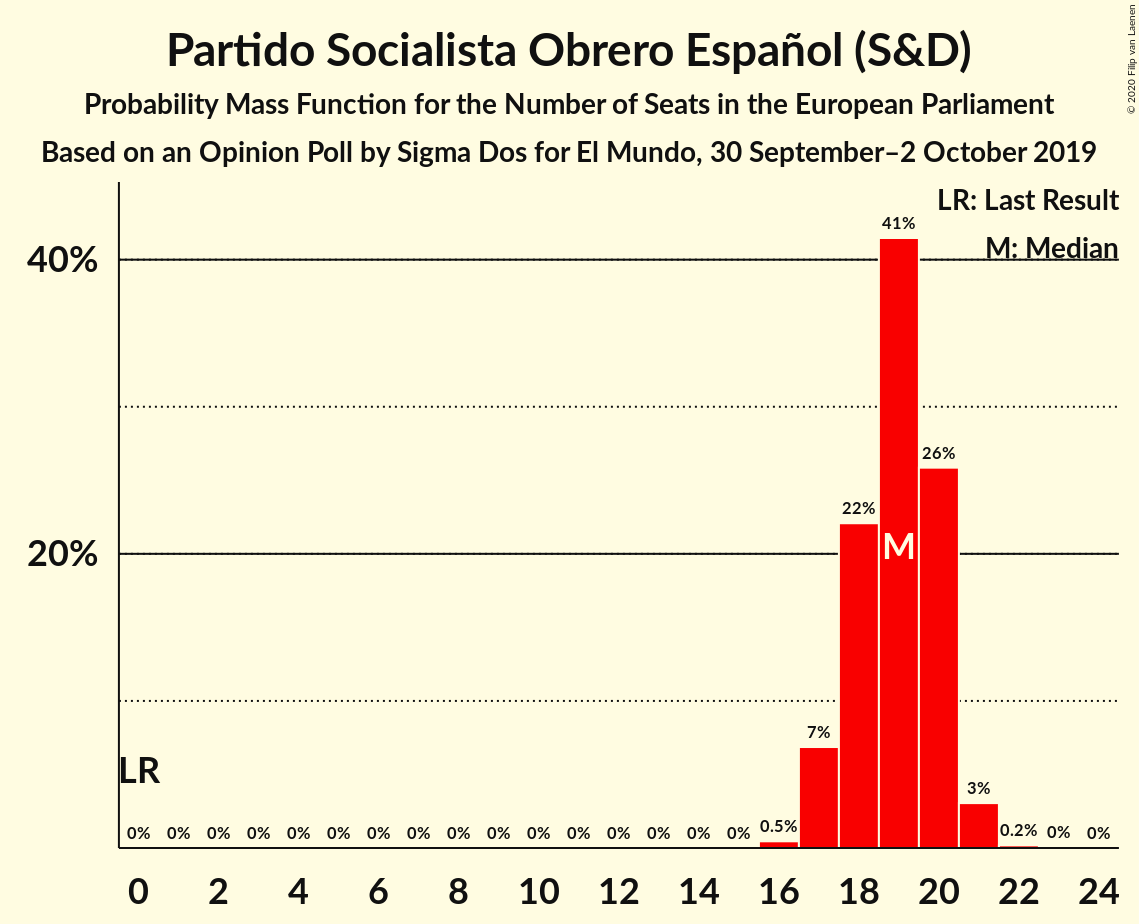 Partido Socialista Obrero Español (S&D)
Probability Mass Function for the Number of Seats in the European Parliament
Based on an Opinion Poll by Sigma Dos for El Mundo, 30 September–2 October 2019
© 2020 Filip van Laenen
LR: Last Result
M: Median
40%
20%
41%
26%
22%
M
7%
3%
LR
0% 0% 0% 0% 0% 0% 0% 0% 0% 0% 0% 0% 0% 0% 0% 0% 0.5% 0.2% 0% 0%
0 2 4 6 8 10 12 14 16 18 20 22 24